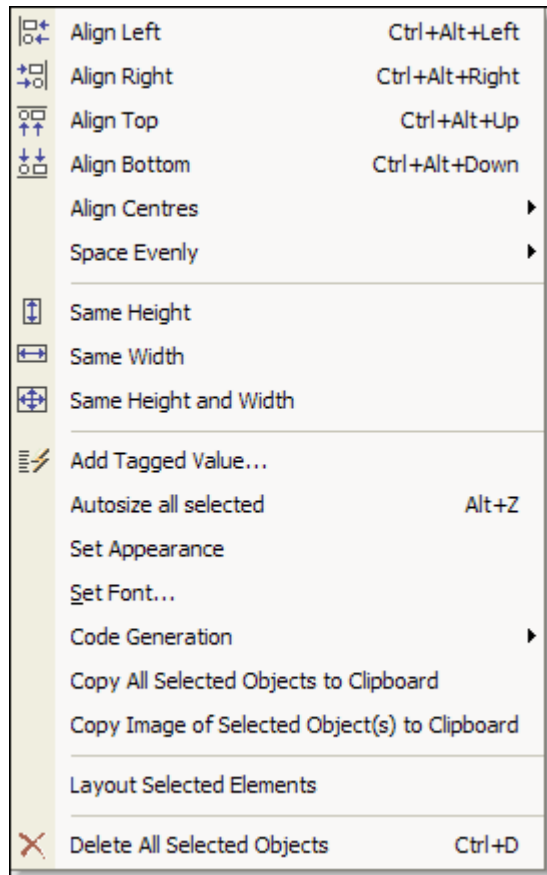 Align Left Ctrl+Alt+Left
Align Right Ctrl+Alt+Right
Align Top Ctrl+Alt+Up
Align Bottom Ctrl+Alt+Down
Align Centres
Space Evenly
Same Height
Same Width
Same Height and Width
Add Tagged Value...
Autosize all selected Alt+Z
Set Appearance
Set Font...
Code Generation
Copy All Selected Objects to Clipboard
Copy Image of Selected Object(s) to Clipboard
Layout Selected Elements
Delete All Selected Objects Ctrl+D